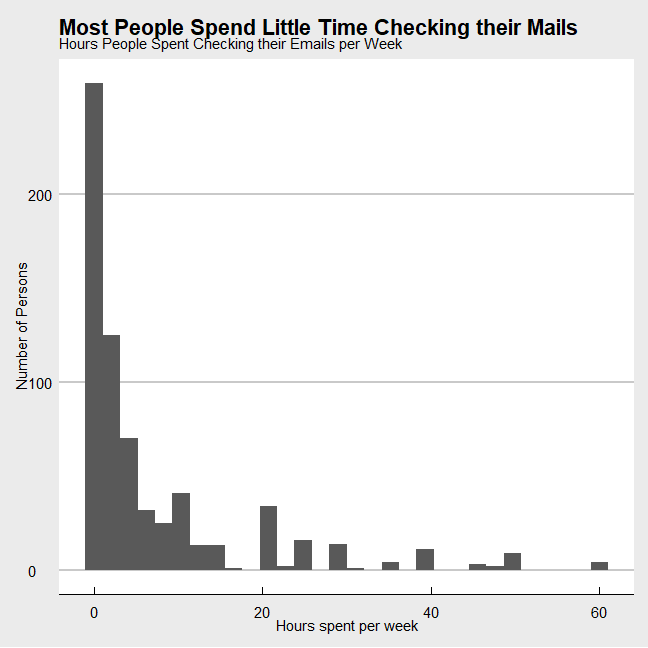 Most People Spend Little Time Checking their Mails
Hours People Spent Checking their Emails per Week
Number of Persons
200
100
0
0
20
40
60
Hours spent per week